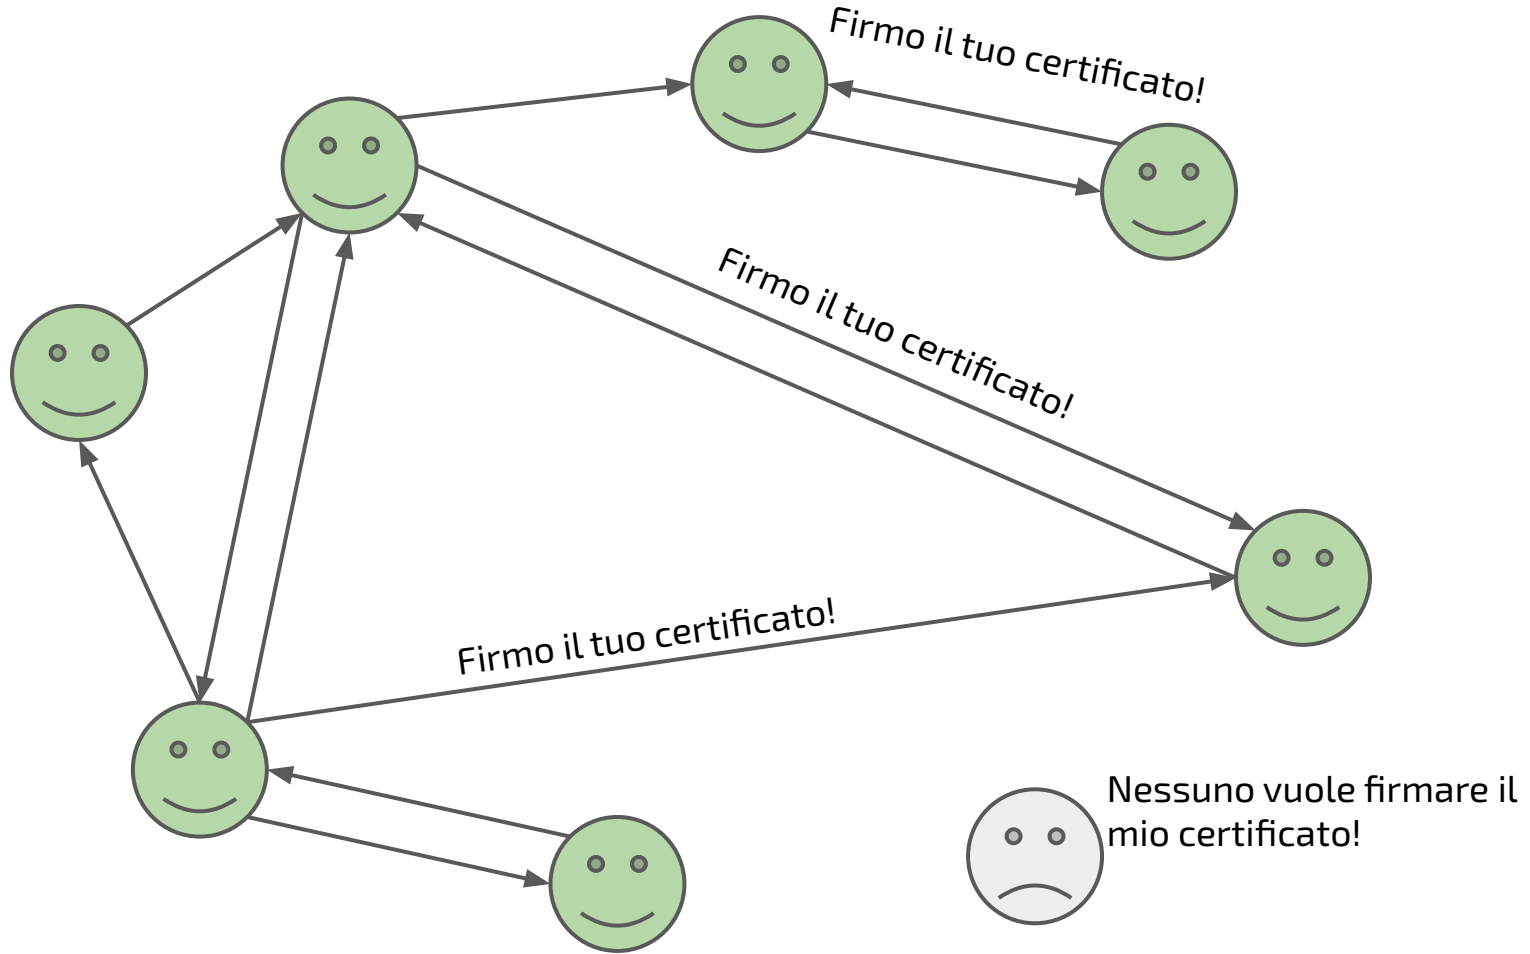 Firmo il tuo certificato!
Firmo il tuo certificato!
Firmo il tuo certificato!
Nessuno vuole firmare il
mio certificato!